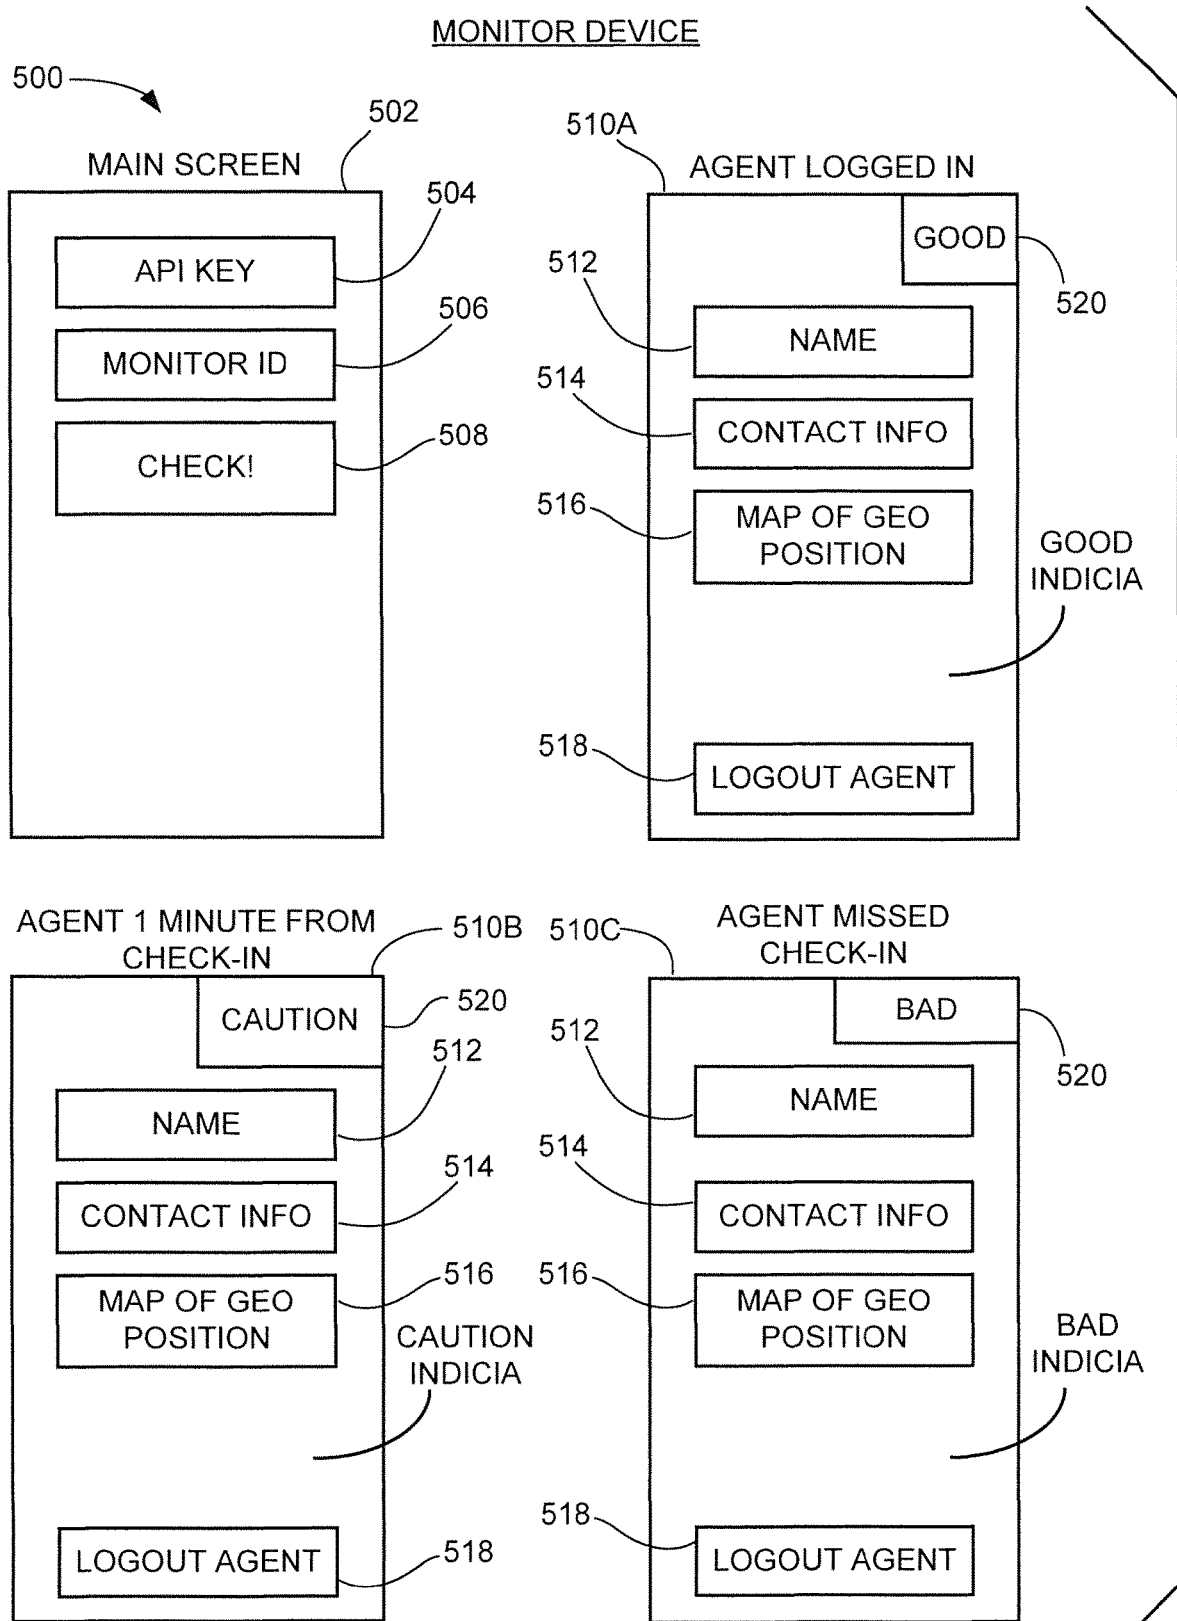 MONITOR DEVICE
500
502
MAIN SCREEN
504
API KEY
506
MONITOR ID
508
CHECK!
510A
AGENT LOGGED IN
GOOD
520
512
NAME
514
CONTACT INFO
516
MAP OF GEO
POSITION
GOOD
INDICIA
518
LOGOUT AGENT
AGENT 1 MINUTE FROM
CHECK-IN
510B
CAUTION
520
512
NAME
514
CONTACT INFO
516
MAP OF GEO
POSITION
CAUTION
INDICIA
LOGOUT AGENT
518
510C
AGENT MISSED
CHECK-IN
BAD
520
512
NAME
514
CONTACT INFO
516
MAP OF GEO
POSITION
BAD
INDICIA
518
LOGOUT AGENT